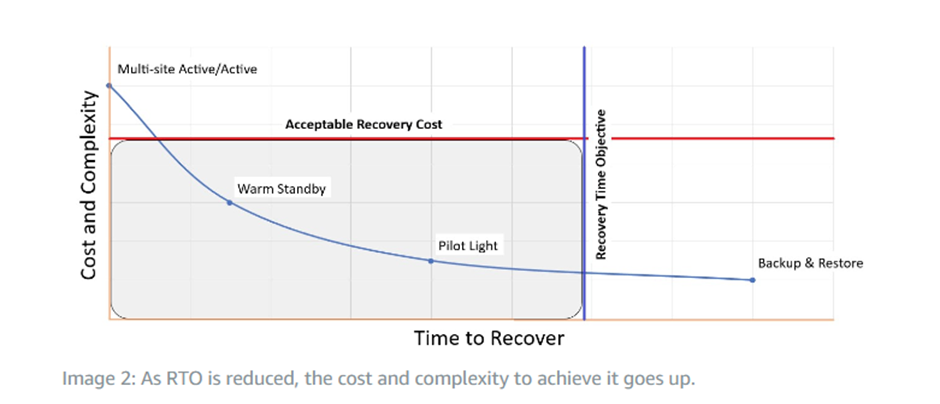 Multi-site Active/Active
Acceptable Recovery Cost
Cost and Complexity
Recovery Time Objective
Warm Standby
Pilot Light
Backup & Restore
Time to Recover
Image 2: As RTO is reduced, the cost and complexity to achieve it goes up.